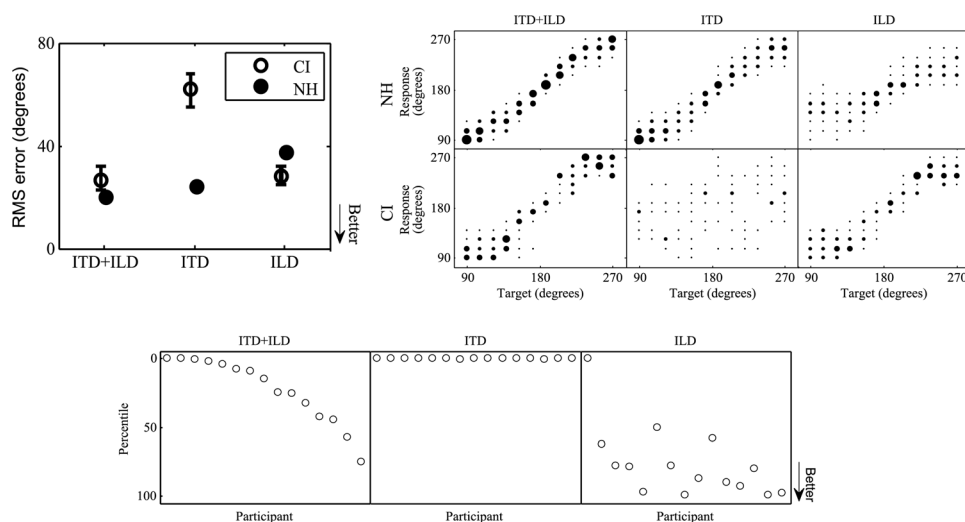 80
40
0
RMS error (degrees)
CI
NH
Better
ITD+ILD
ITD
ILD
ITD+ILD
ITD
ILD
NH
Response
(degrees)
270
180
90
CI
Response
(degrees)
270
180
90
90
180
270
90
180
270
90
180
270
Target (degrees)
Target (degrees)
Target (degrees)
ITD+ILD
ITD
ILD
Percentile
0
50
100
Better
Participant
Participant
Participant